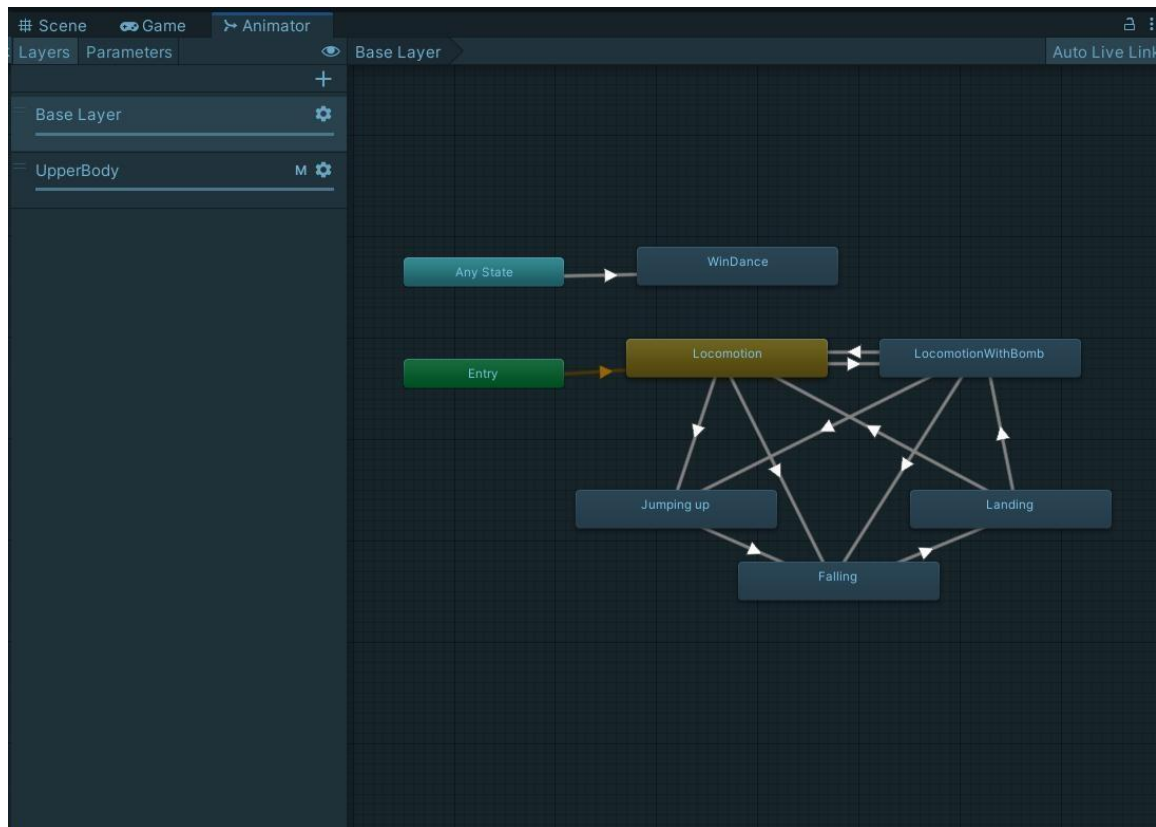 Scene Game Animator
Layers Parameters Base Layer Auto Live Link
Base Layer
UpperBody M
WinDance
Any State
Locomotion LocomotionWithBomb
Entry
Jumping up Landing
Falling